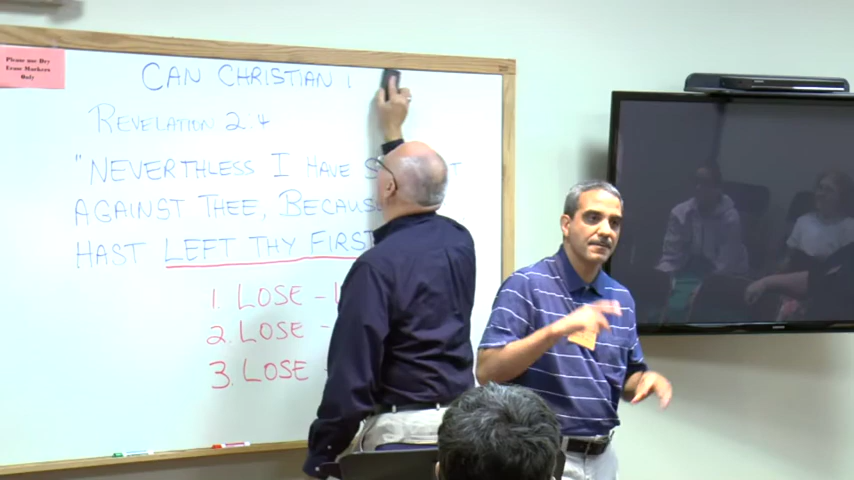 Please use Dry
Erase Markers
Only
CAN CHRISTIAN
REVELATION 2:4
"NEVERTHLESS I HAVE
AGAINST THEE, BECAUS
HAST LEFT THY FIRST
1. LOSE -
2. LOSE -
3. LOSE